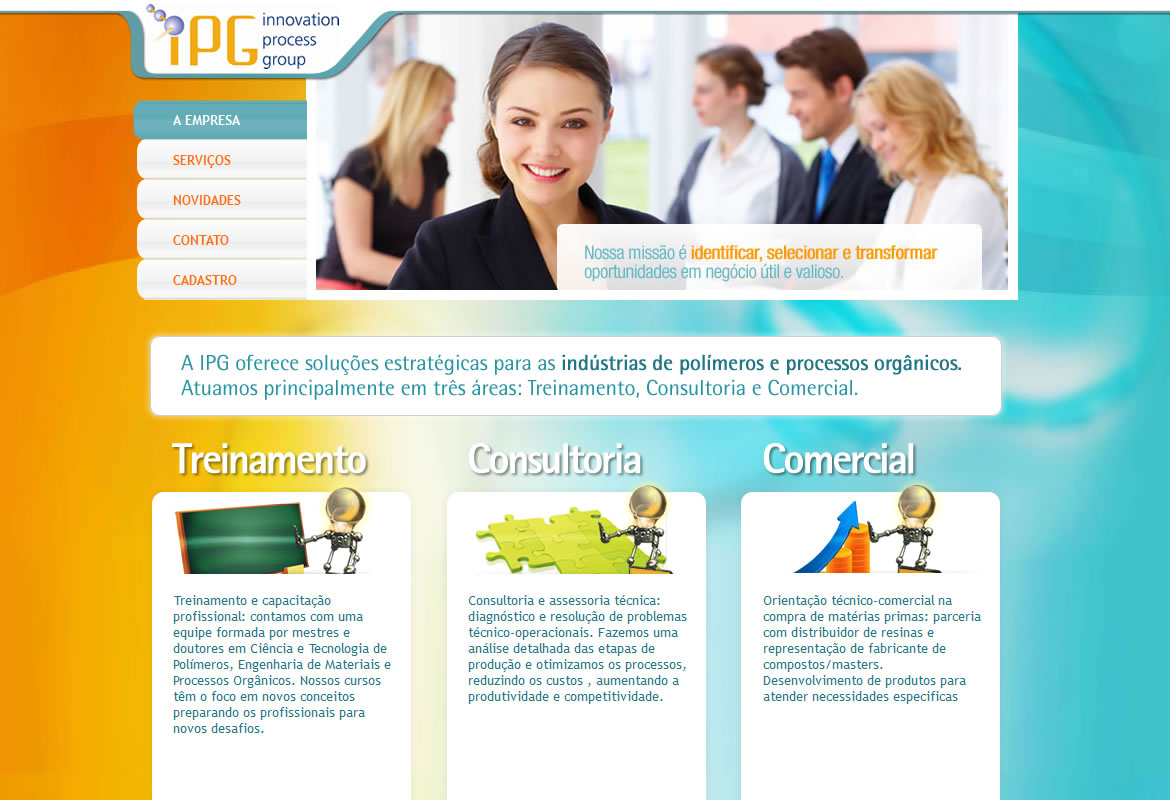 iPG innovation
process
group
A EMPRESA
SERVIÇOS
NOVIDADES
CONTATO
CADASTRO
Nossa missão é identificar, selecionar e transformar
oportunidades em negócio útil e valioso.
A IPG oferece soluções estratégicas para as indústrias de polímeros e processos orgânicos.
Atuamos principalmente em três áreas: Treinamento, Consultoria e Comercial.
Treinamento
Treinamento e capacitação
profissional: contamos com uma
equipe formada por mestres e
doutores em Ciência e Tecnologia de
Polímeros, Engenharia de Materiais e
Processos Orgânicos. Nossos cursos
têm o foco em novos conceitos
preparando os profissionais para
novos desafios.
Consultoria
Consultoria e assessoria técnica:
diagnóstico e resolução de problemas
técnico-operacionais. Fazemos uma
análise detalhada das etapas de
produção e otimizamos os processos,
reduzindo os custos , aumentando a
produtividade e competitividade.
Comercial
Orientação técnico-comercial na
compra de matérias primas: parceria
com distribuidor de resinas e
representação de fabricante de
compostos/masters.
Desenvolvimento de produtos para
atender necessidades especificas